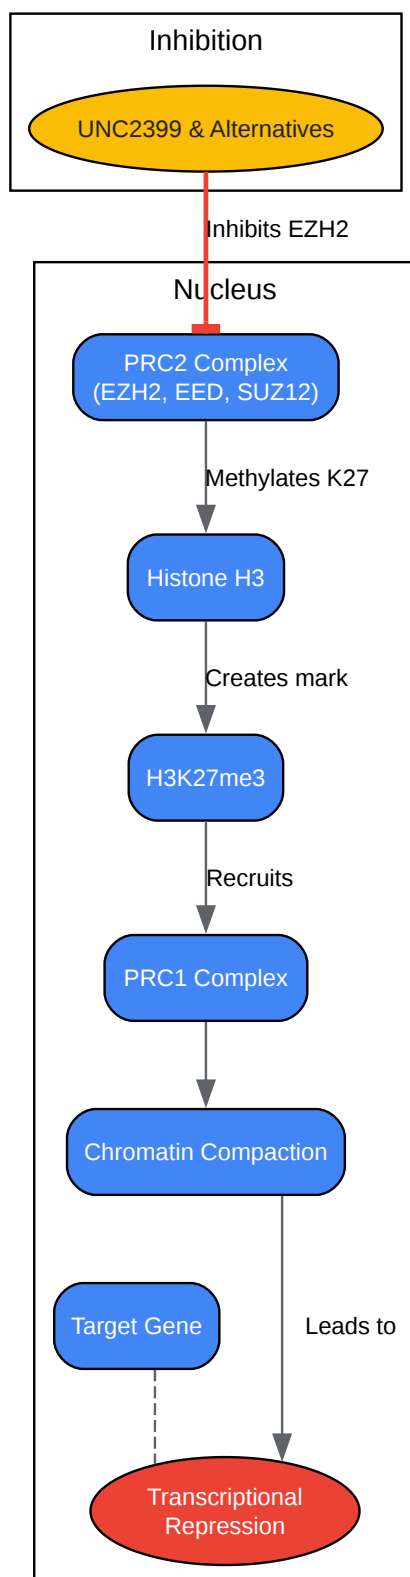 Inhibition
UNC2399 & Alternatives
Inhibits EZH2
Nucleus
PRC2 Complex
(EZH2, EED, SUZ12)
Methylates K27
Histone H3
Creates mark
H3K27me3
Recruits
PRC1 Complex
Chromatin Compaction
Target Gene
Leads to
Transcriptional
Repression